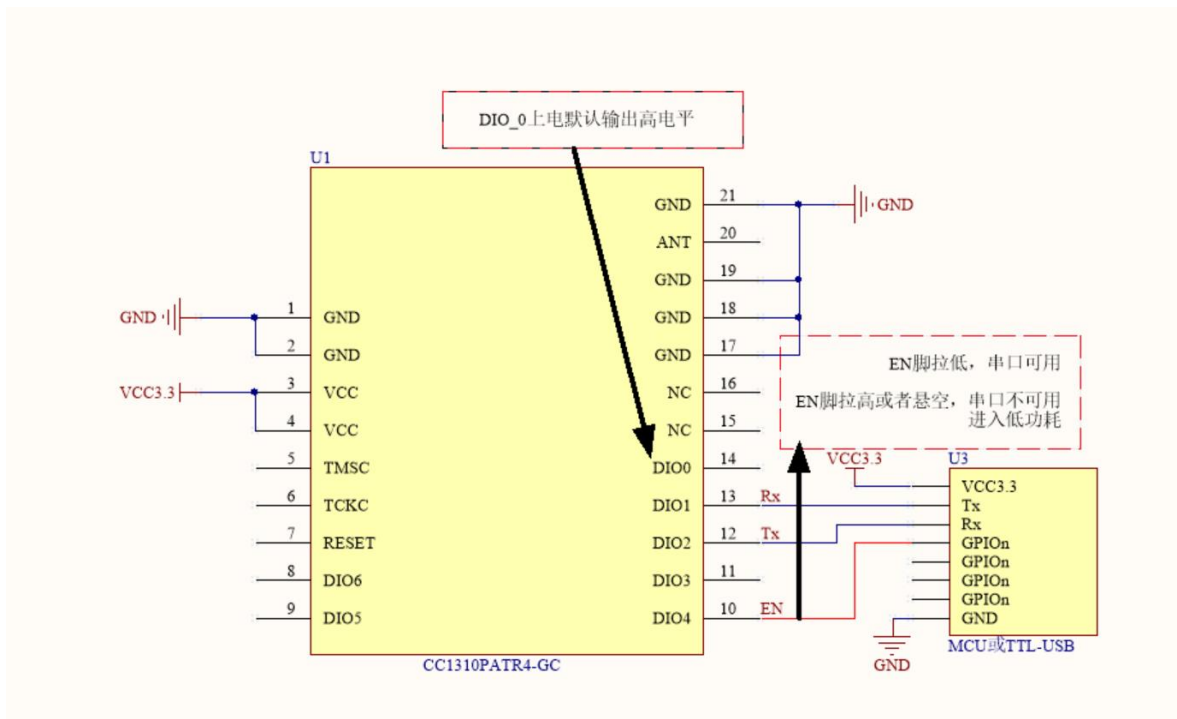 DIO_0上电默认输出高电平
U1
GND 21
GND
ANT 20
GND 19
GND 18
GND 17
NC 16
NC 15
DIO0 14
DIO1 13 Rx
DIO2 12 Tx
DIO3 11
DIO4 10 EN
GND 1 GND
2 GND
VCC3.3 3 VCC
4 VCC
5 TMSC
6 TCKC
7 RESET
8 DIO6
9 DIO5
CC1310PATR4-GC
EN脚拉低，串口可用
EN脚拉高或者悬空，串口不可用
进入低功耗
VCC3.3
U3
VCC3.3
Tx
Rx
GPIOn
GPIOn
GPIOn
GPIOn
GND
GND
MCU或TTL-USB